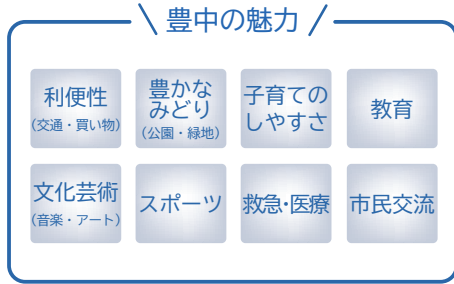 豊中の魅力
利便性
（交通・買い物）
豊かな
みどり
（公園・緑地）
子育ての
しやすさ
教育
文化芸術
（音楽・アート）
スポーツ
救急・医療
市民交流